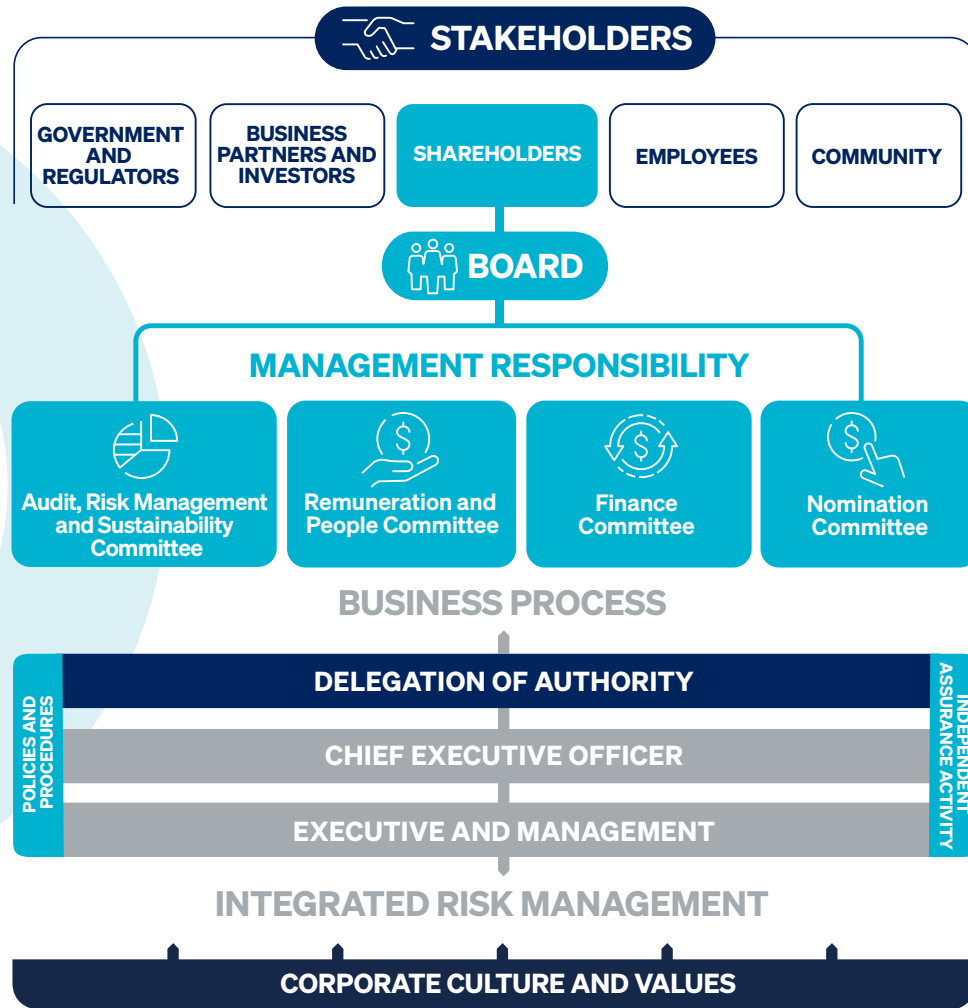 STAKEHOLDERS
GOVERNMENT
AND
REGULATORS
BUSINESS
PARTNERS AND
INVESTORS
SHAREHOLDERS
EMPLOYEES
COMMUNITY
BOARD
MANAGEMENT RESPONSIBILITY
Audit, Risk Management
and Sustainability
Committee
Remuneration and
People Committee
Finance
Committee
Nomination
Committee
BUSINESS PROCESS
POLICIES AND
PROCEDURES
DELEGATION OF AUTHORITY
CHIEF EXECUTIVE OFFICER
EXECUTIVE AND MANAGEMENT
INDEPENDENT
ASSURANCE ACTIVITY
INTEGRATED RISK MANAGEMENT
CORPORATE CULTURE AND VALUES